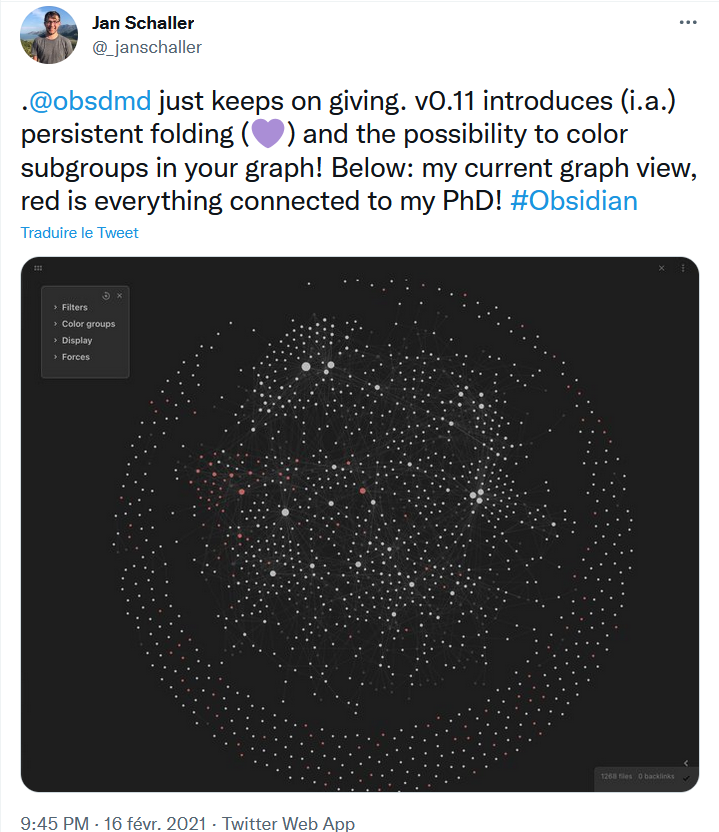 Jan Schaller
@_janschaller
.@obsdmd just keeps on giving. v0.11 introduces (i.a.)
persistent folding (💜) and the possibility to color
subgroups in your graph! Below: my current graph view,
red is everything connected to my PhD! #Obsidian
Traduire le Tweet
Filters
Color groups
Display
Forces
1268 files 0 backlinks
9:45 PM · 16 févr. 2021 · Twitter Web App